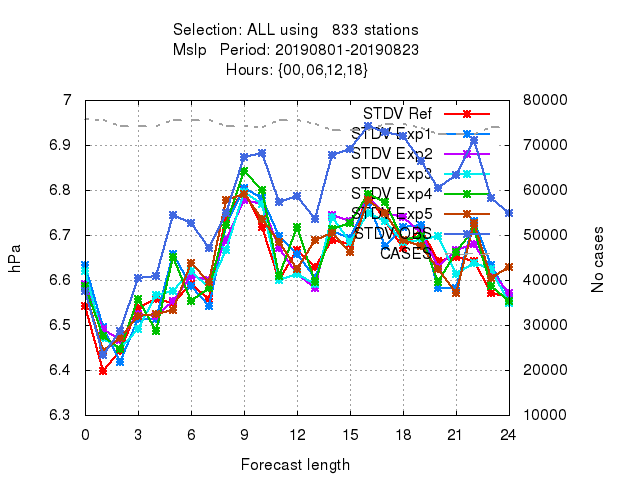 Selection: ALL using 833 stations
Mslp Period: 20190801-20190823
Hours: {00,06,12,18}
7 80000
6.9 70000
6.8 60000
6.7 50000
6.6 40000
6.5 30000
6.4 20000
6.3 10000
hPa
No cases
STDV Ref
STDV Exp1
STDV Exp2
STDV Exp3
STDV Exp4
STDV Exp5
STDV OBS
CASES
0 3 6 9 12 15 18 21 24
Forecast length